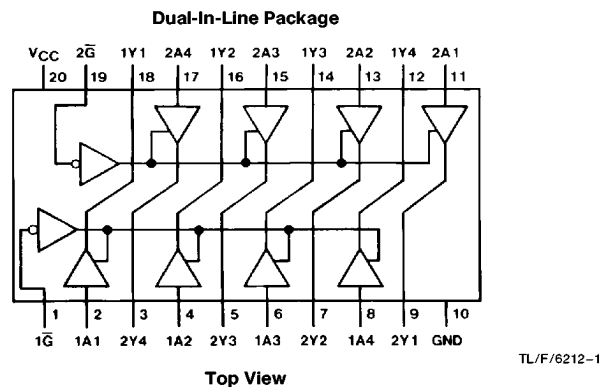 Dual-In-Line Package
VCC 2G̅ 1Y1 2A4 1Y2 2A3 1Y3 2A2 1Y4 2A1
20 19 18 17 16 15 14 13 12 11
1 2 3 4 5 6 7 8 9 10
1G̅ 1A1 2Y4 1A2 2Y3 1A3 2Y2 1A4 2Y1 GND
TL/F/6212-1
Top View